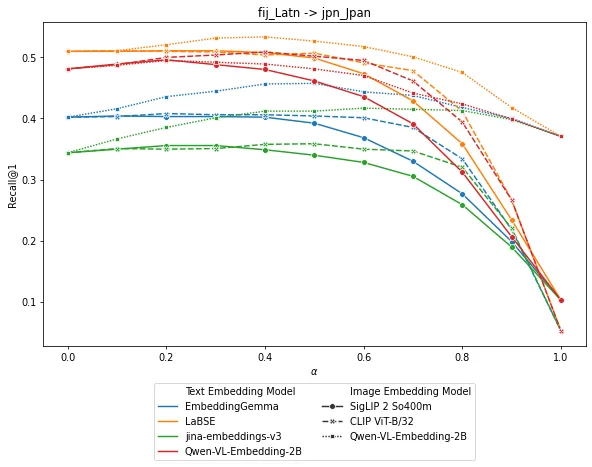 fij_Latn -> jpn_Jpan
Recall@1
0.5
0.4
0.3
0.2
0.1
0.0 0.2 0.4 0.6 0.8 1.0
α
Text Embedding Model Image Embedding Model
EmbeddingGemma SigLIP 2 So400m
LaBSE CLIP ViT-B/32
jina-embeddings-v3 Qwen-VL-Embedding-2B
Qwen-VL-Embedding-2B